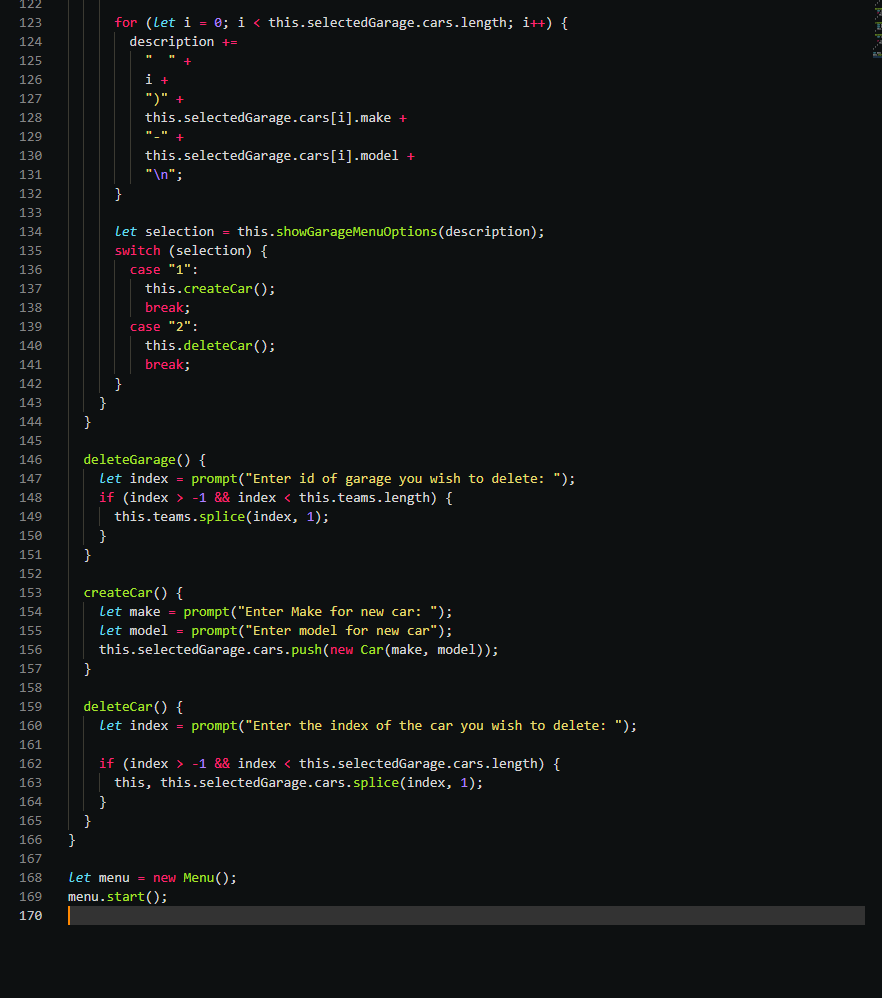 122
123 for (let i = 0; i < this.selectedGarage.cars.length; i++) {
124 description +=
125 "  " +
126 i +
127 ")" +
128 this.selectedGarage.cars[i].make +
129 "-" +
130 this.selectedGarage.cars[i].model +
131 "\n";
132 }
133
134 let selection = this.showGarageMenuOptions(description);
135 switch (selection) {
136 case "1":
137 this.createCar();
138 break;
139 case "2":
140 this.deleteCar();
141 break;
142 }
143 }
144 }
145
146 deleteGarage() {
147 let index = prompt("Enter id of garage you wish to delete: ");
148 if (index > -1 && index < this.teams.length) {
149 this.teams.splice(index, 1);
150 }
151 }
152
153 createCar() {
154 let make = prompt("Enter Make for new car: ");
155 let model = prompt("Enter model for new car");
156 this.selectedGarage.cars.push(new Car(make, model));
157 }
158
159 deleteCar() {
160 let index = prompt("Enter the index of the car you wish to delete: ");
161
162 if (index > -1 && index < this.selectedGarage.cars.length) {
163 this, this.selectedGarage.cars.splice(index, 1);
164 }
165 }
166 }
167
168 let menu = new Menu();
169 menu.start();
170